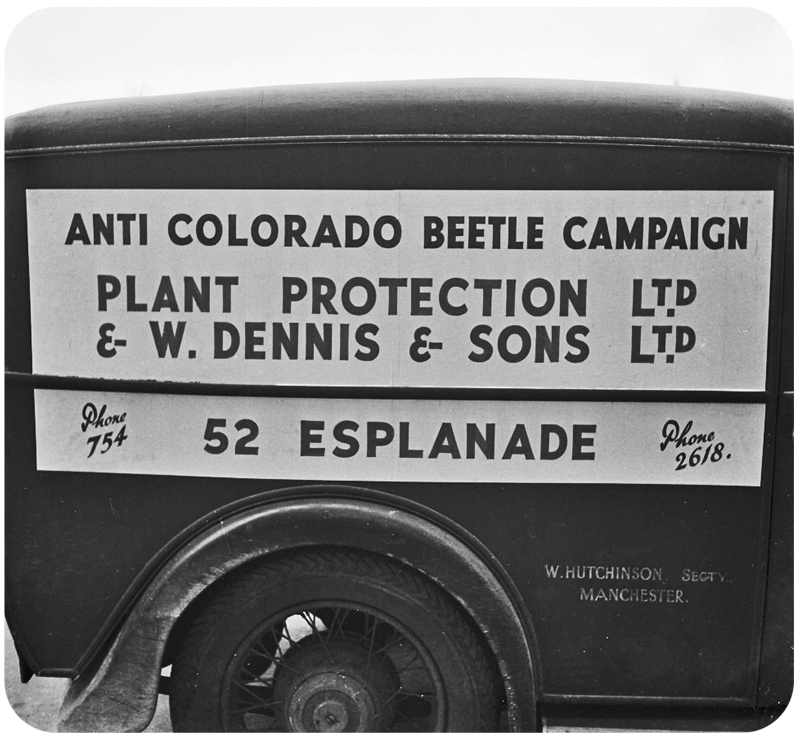 ANTI COLORADO BEETLE CAMPAIGN
PLANT PROTECTION LTD
& W. DENNIS & SONS LTD
Phone 754
52 ESPLANADE
Phone 2618.
W. HUTCHINSON, SECTY.
MANCHESTER.